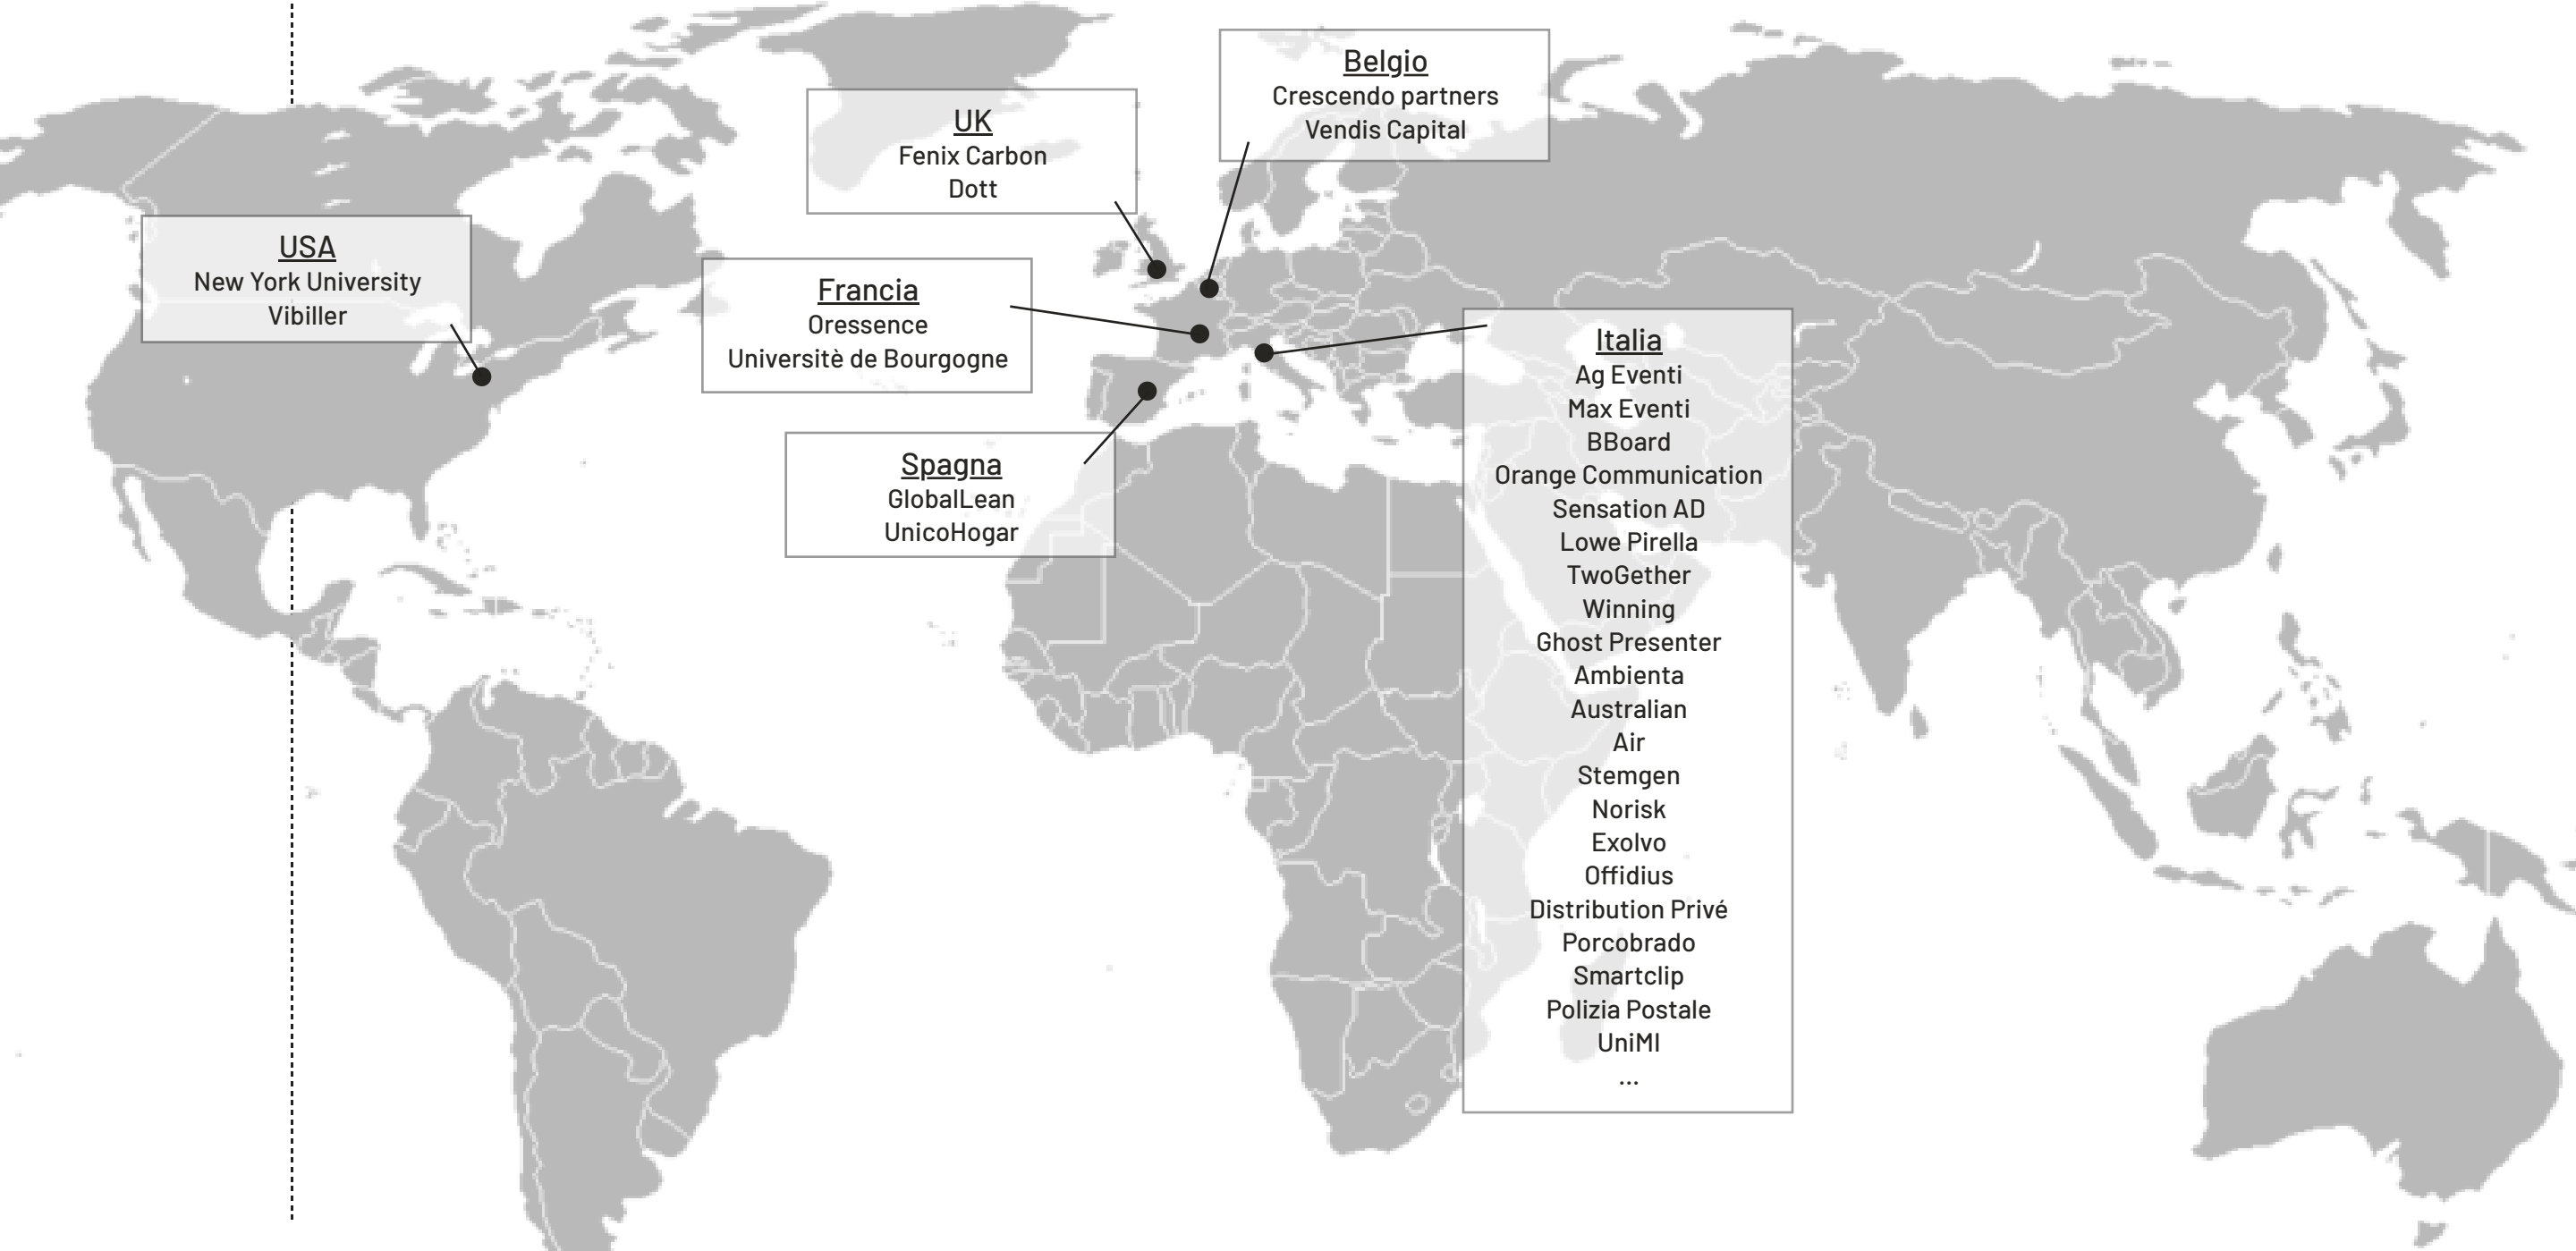 USA
New York University
Vibiller
UK
Fenix Carbon
Dott
Belgio
Crescendo partners
Vendis Capital
Francia
Oressence
Universitè de Bourgogne
Spagna
GlobalLean
UnicoHogar
Italia
Ag Eventi
Max Eventi
BBoard
Orange Communication
Sensation AD
Lowe Pirella
TwoGether
Winning
Ghost Presenter
Ambienta
Australian
Air
Stemgen
Norisk
Exolvo
Offidius
Distribution Privé
Porcobrado
Smartclip
Polizia Postale
UniMI
...